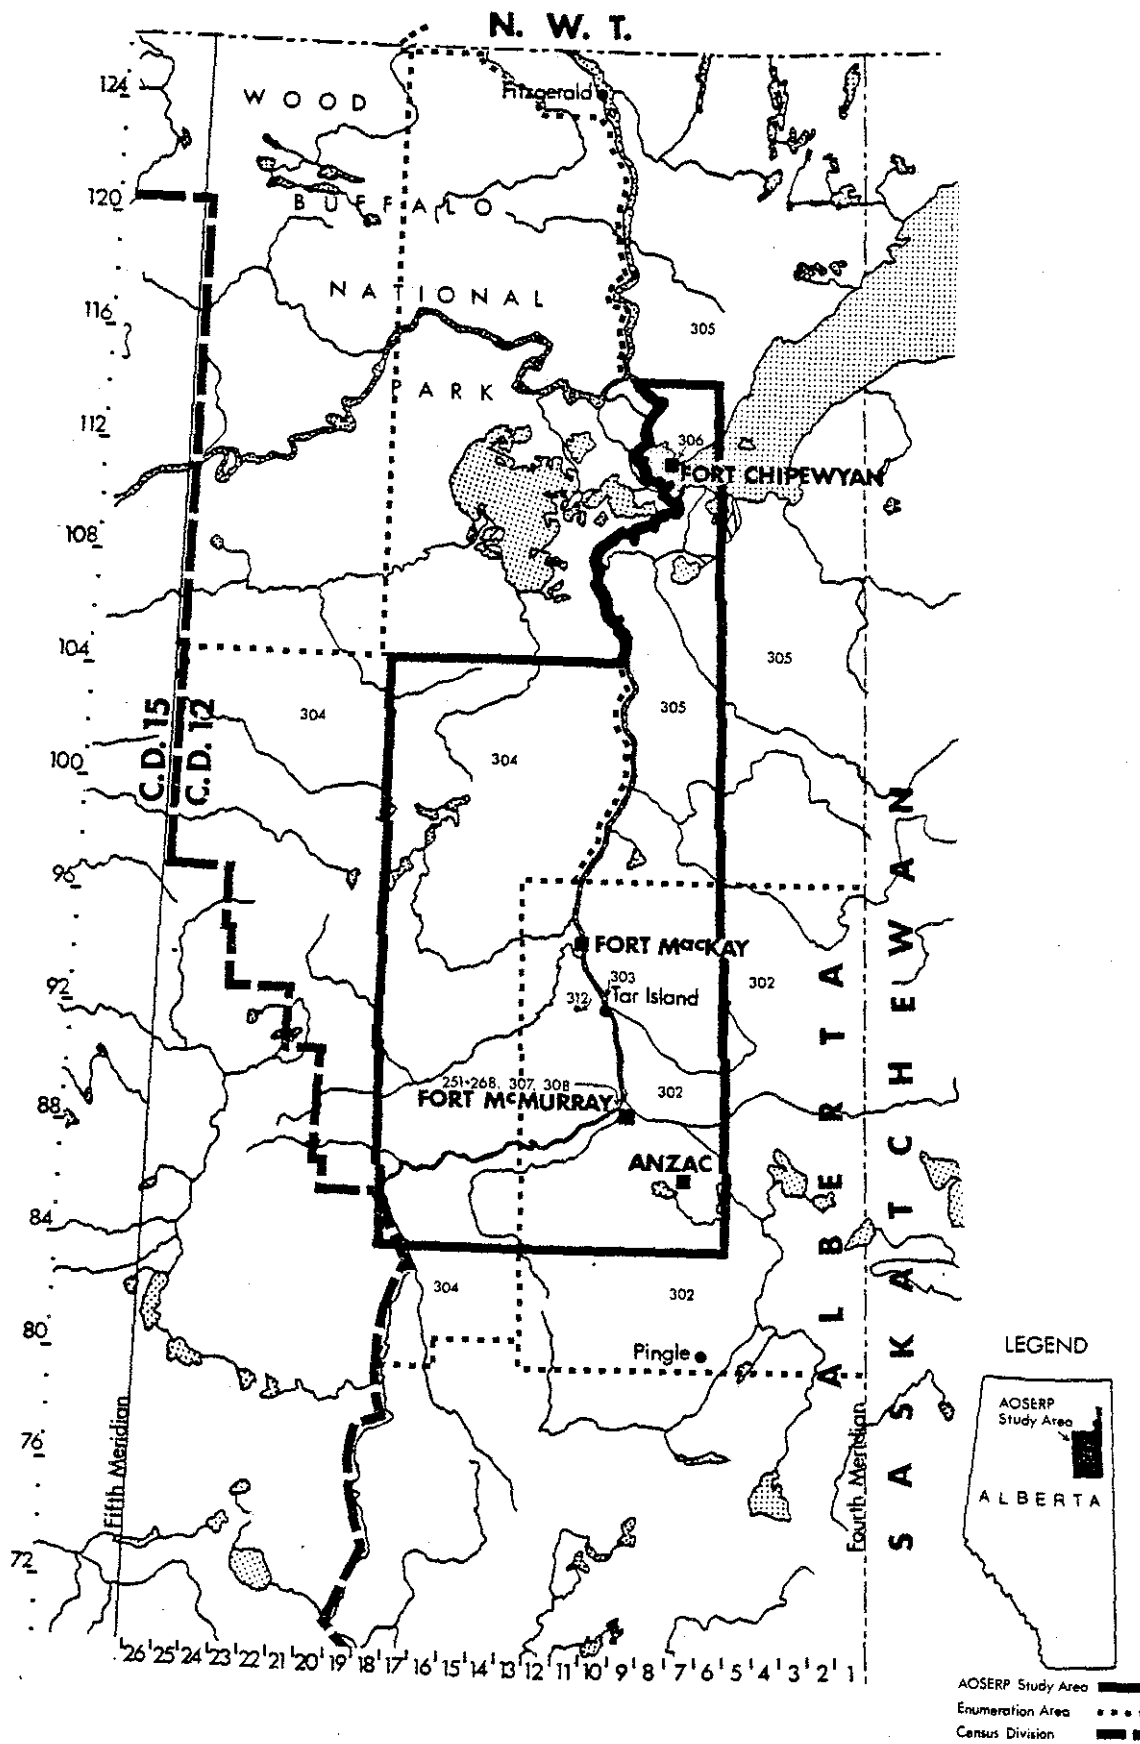 N. W. T.
124
WOOD
Fitzgerald
120
BUFFALO
NATIONAL
116
305
PARK
112
306
FORT CHIPEWYAN
108
104
305
304
305
C.D. 15
C.D. 12
304
100
96
FORT MacKAY
303
302
92
312
Tar Island
251-268, 307, 308
302
88
FORT McMURRAY
ANZAC
84
304
302
80
Pingle
ALBERTA
SASKATCHEWAN
LEGEND
AOSERP
Study Area
ALBERTA
76
Fifth Meridian
Fourth Meridian
72
26 25 24 23 22 21 20 19 18 17 16 15 14 13 12 11 10 9 8 7 6 5 4 3 2 1
AOSERP Study Area
Enumeration Area
Census Division